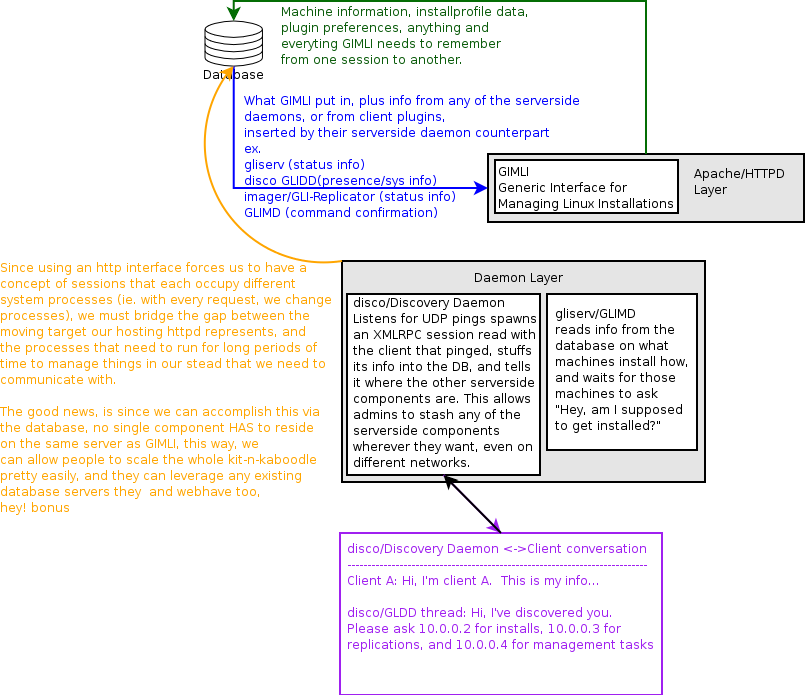 Machine information, installprofile data,
plugin preferences, anything and
everyting GIMLI needs to remember
from one session to another.
Database
What GIMLI put in, plus info from any of the serverside
daemons, or from client plugins,
inserted by their serverside daemon counterpart
ex.
gliserv (status info)
disco GLIDD(presence/sys info)
imager/GLI-Replicator (status info)
GLIMD (command confirmation)
GIMLI
Generic Interface for
Managing Linux Installations
Apache/HTTPD
Layer
Since using an http interface forces us to have a
concept of sessions that each occupy different
system processes (ie. with every request, we change
processes), we must bridge the gap between the
moving target our hosting httpd represents, and
the processes that need to run for long periods of
time to manage things in our stead that we need to
communicate with.
The good news, is since we can accomplish this via
the database, no single component HAS to reside
on the same server as GIMLI, this way, we
can allow people to scale the whole kit-n-kaboodle
pretty easily, and they can leverage any existing
database servers they  and webhave too,
hey! bonus
Daemon Layer
disco/Discovery Daemon
Listens for UDP pings spawns
an XMLRPC session read with
the client that pinged, stuffs
its info into the DB, and tells
it where the other serverside
components are. This allows
admins to stash any of the
serverside components
wherever they want, even on
different networks.
gliserv/GLIMD
reads info from the
database on what
machines install how,
and waits for those
machines to ask
"Hey, am I supposed
to get installed?"
disco/Discovery Daemon <->Client conversation
------------------------------------------------------------------------
Client A: Hi, I'm client A.  This is my info...
disco/GLDD thread: Hi, I've discovered you.
Please ask 10.0.0.2 for installs, 10.0.0.3 for
replications, and 10.0.0.4 for management tasks